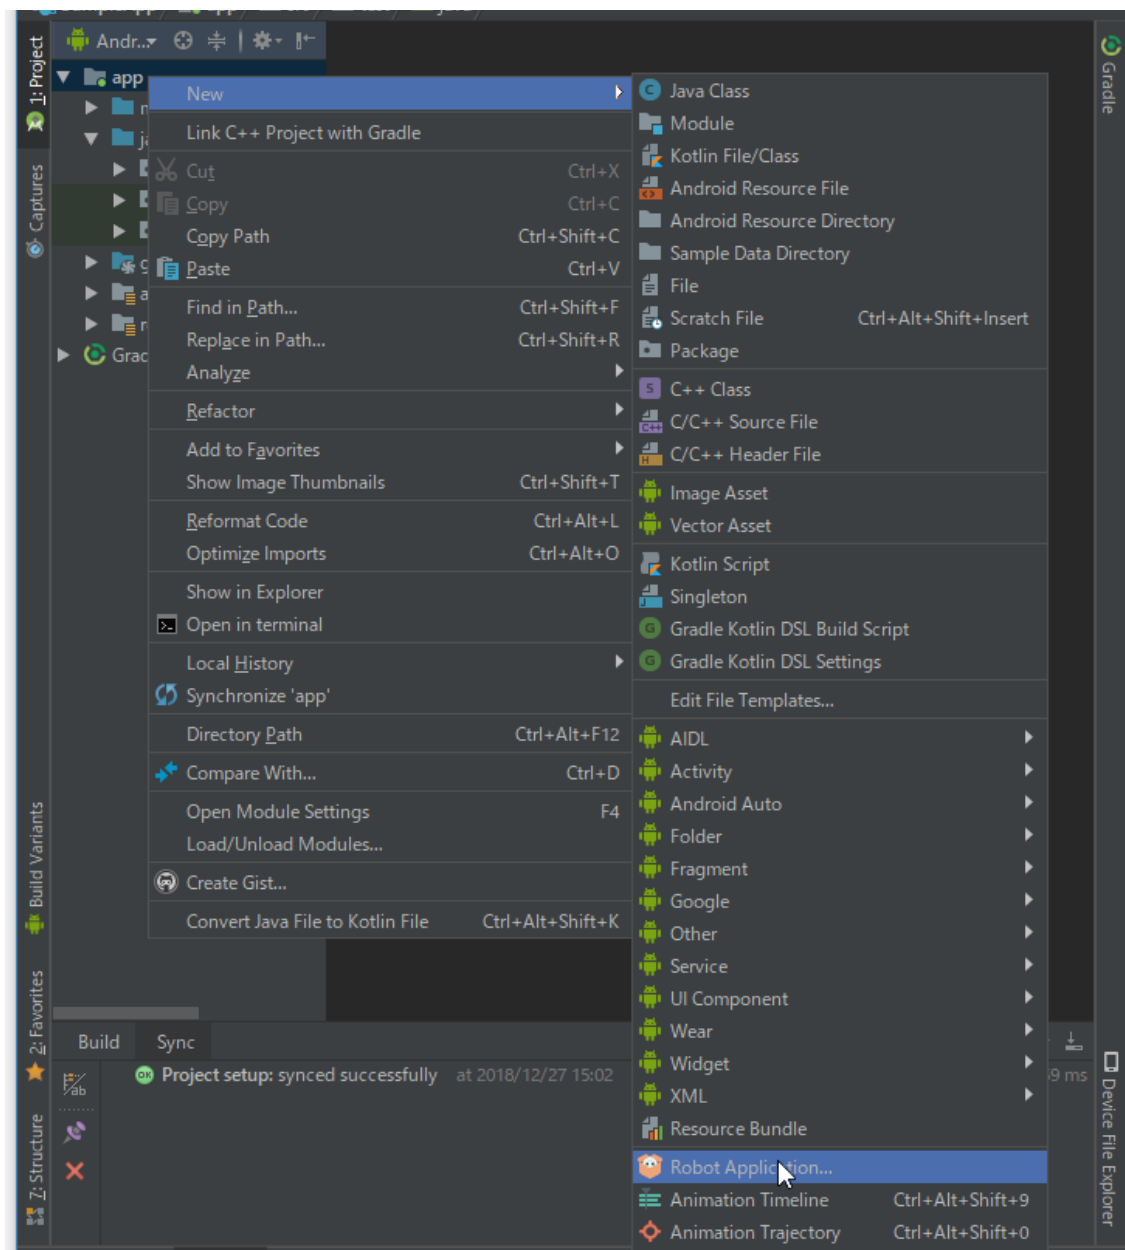 Andr...
1: Project
Captures
Build Variants
2: Favorites
7: Structure
Gradle
Device File Explorer
app
Grad
New
Link C++ Project with Gradle
Cut Ctrl+X
Copy Ctrl+C
Copy Path Ctrl+Shift+C
Paste Ctrl+V
Find in Path... Ctrl+Shift+F
Replace in Path... Ctrl+Shift+R
Analyze
Refactor
Add to Favorites
Show Image Thumbnails Ctrl+Shift+T
Reformat Code Ctrl+Alt+L
Optimize Imports Ctrl+Alt+O
Show in Explorer
Open in terminal
Local History
Synchronize 'app'
Directory Path Ctrl+Alt+F12
Compare With... Ctrl+D
Open Module Settings F4
Load/Unload Modules...
Create Gist...
Convert Java File to Kotlin File Ctrl+Alt+Shift+K
Java Class
Module
Kotlin File/Class
Android Resource File
Android Resource Directory
Sample Data Directory
File
Scratch File Ctrl+Alt+Shift+Insert
Package
C++ Class
C/C++ Source File
C/C++ Header File
Image Asset
Vector Asset
Kotlin Script
Singleton
Gradle Kotlin DSL Build Script
Gradle Kotlin DSL Settings
Edit File Templates...
AIDL
Activity
Android Auto
Folder
Fragment
Google
Other
Service
UI Component
Wear
Widget
XML
Resource Bundle
Robot Application...
Animation Timeline Ctrl+Alt+Shift+9
Animation Trajectory Ctrl+Alt+Shift+0
Build Sync
Project setup: synced successfully at 2018/12/27 15:02
9 ms